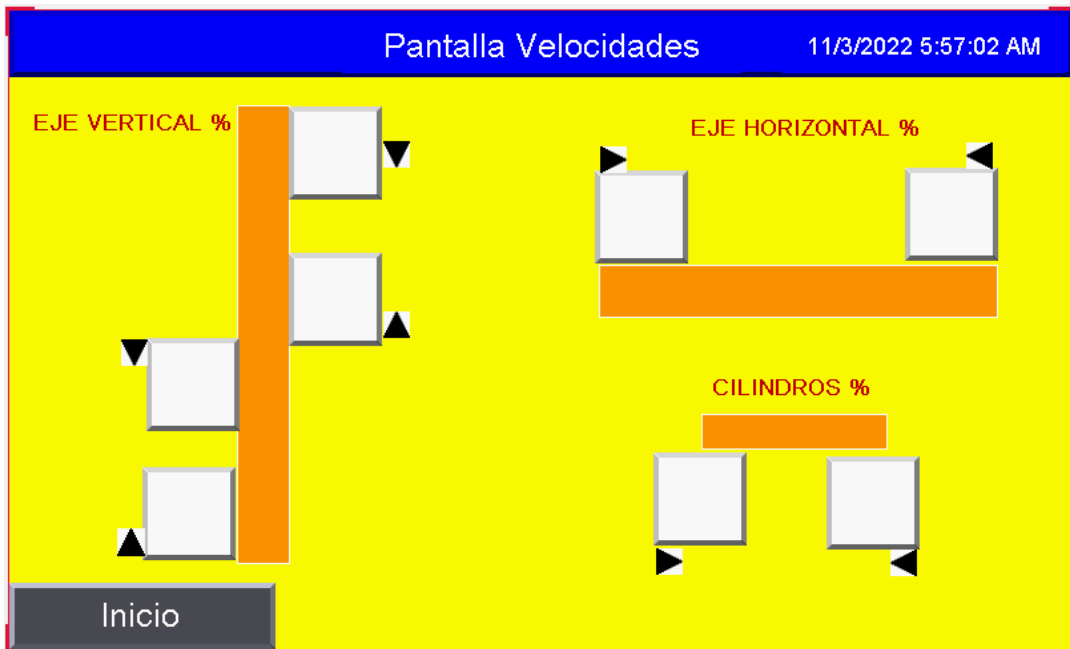 Pantalla Velocidades
11/3/2022 5:57:02 AM
EJE VERTICAL %
EJE HORIZONTAL %
CILINDROS %
Inicio